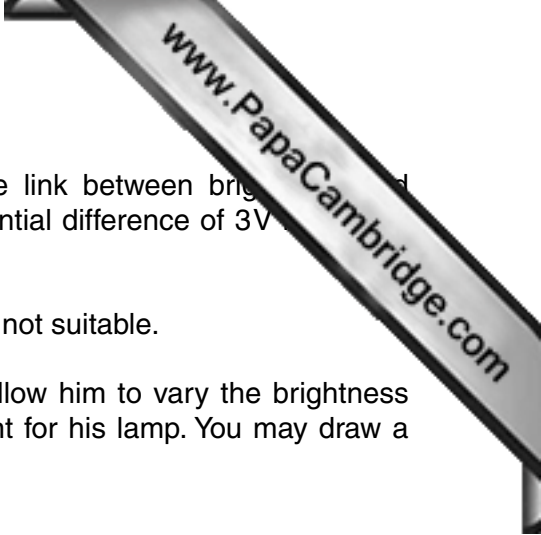 www.PapaCambridge.com
e link between
ntial difference of 3V
not suitable.
llow him to vary the brightness
nt for his lamp. You may draw a